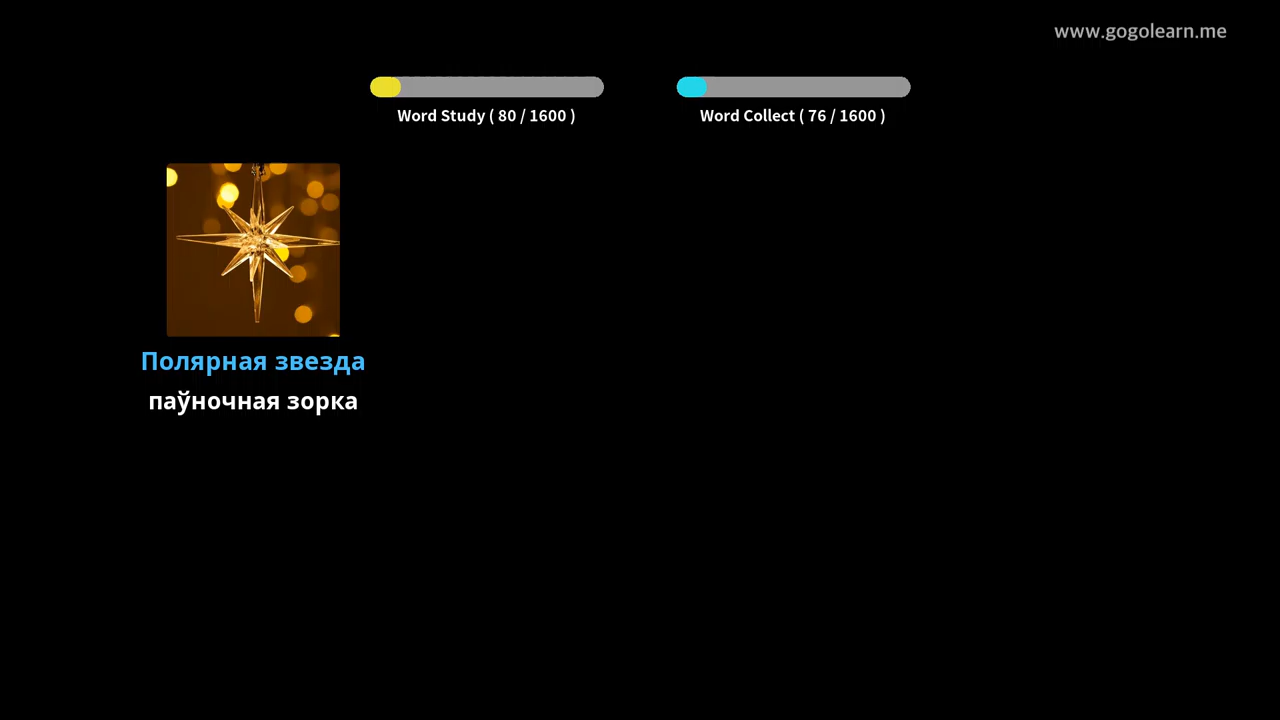 www.gogolearn.me
Word Study ( 80 / 1600 )
Word Collect ( 76 / 1600 )
Полярная звезда
паўночная зорка